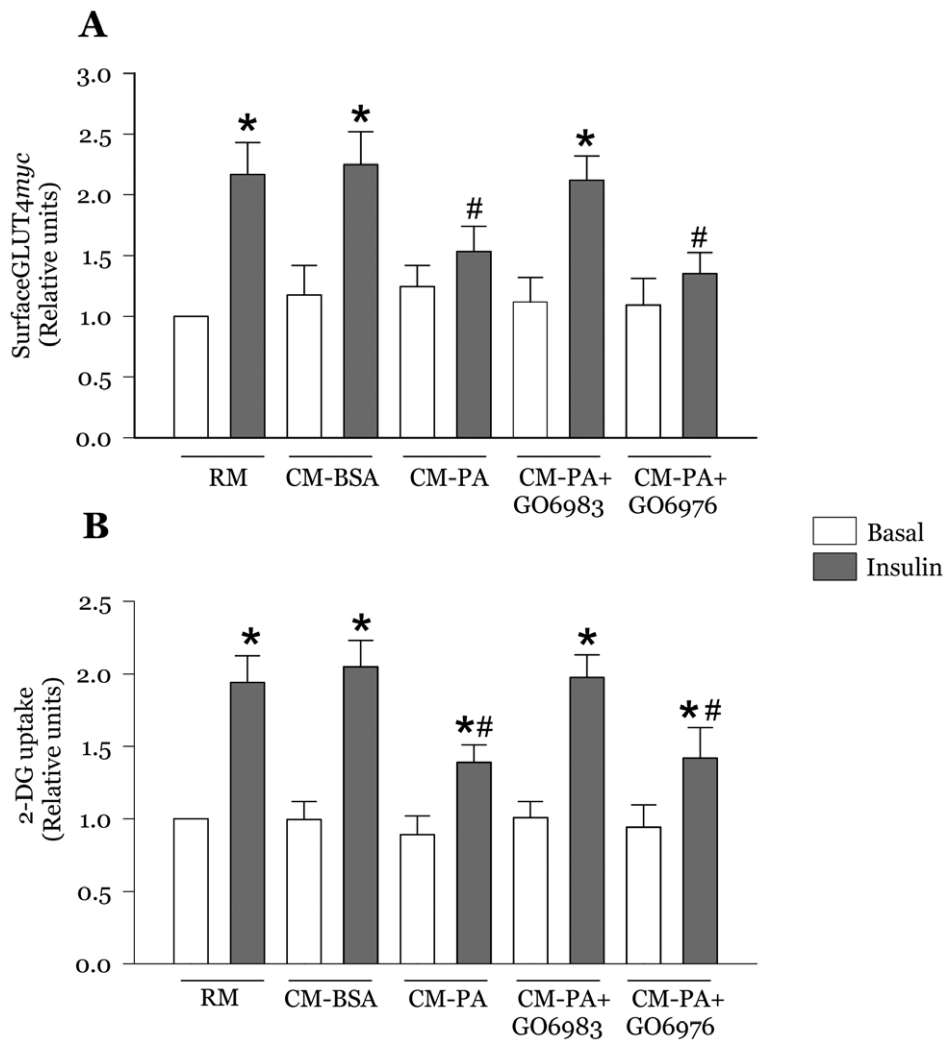 A
SurfaceGLUT4myc
(Relative units)
3.0
2.5
2.0
1.5
1.0
0.5
0.0
*
*
#
*
#
RM
CM-BSA
CM-PA
CM-PA+
GO6983
CM-PA+
GO6976
Basal
Insulin
B
2-DG uptake
(Relative units)
2.5
2.0
1.5
1.0
0.5
0.0
*
*
*#
*
*#
RM
CM-BSA
CM-PA
CM-PA+
GO6983
CM-PA+
GO6976